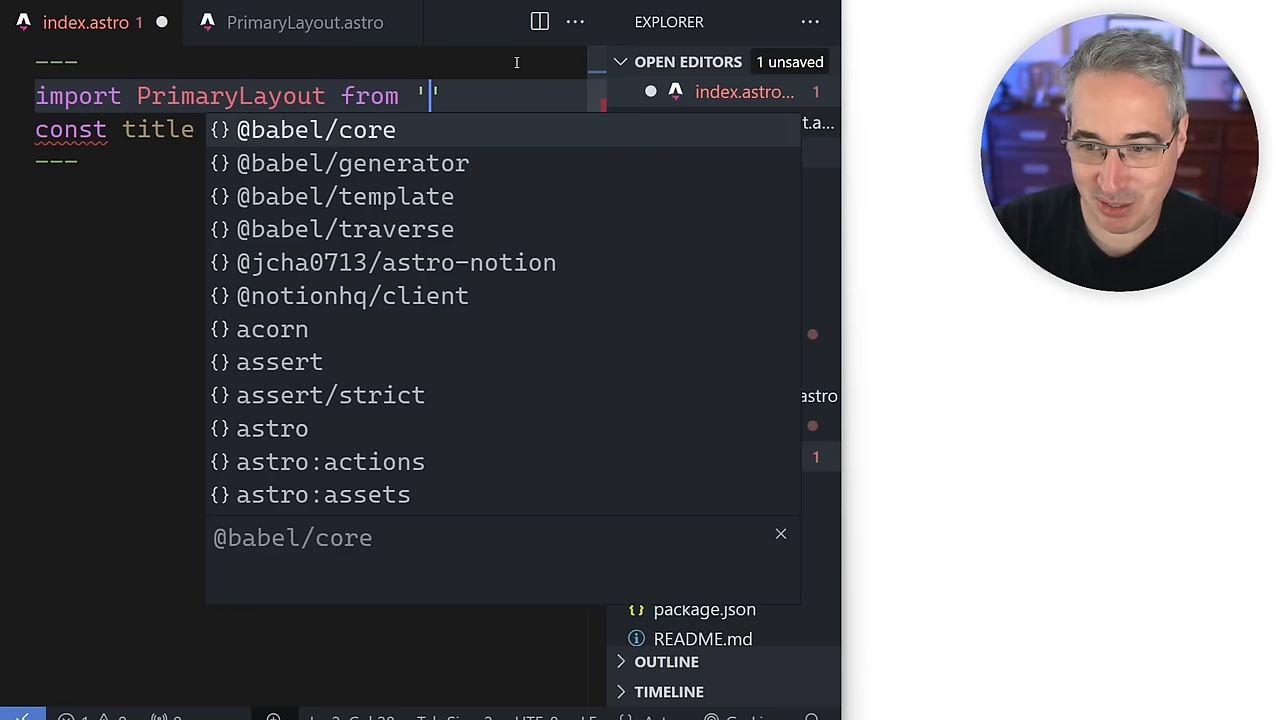 index.astro 1
PrimaryLayout.astro
EXPLORER
---
OPEN EDITORS
1 unsaved
import PrimaryLayout from ''
index.astro... 1
const title
t.a...
---
@babel/core
@babel/generator
@babel/template
@babel/traverse
@jcha0713/astro-notion
@notionhq/client
acorn
assert
assert/strict
astro
astro
astro:actions
1
astro:assets
@babel/core
package.json
README.md
OUTLINE
TIMELINE